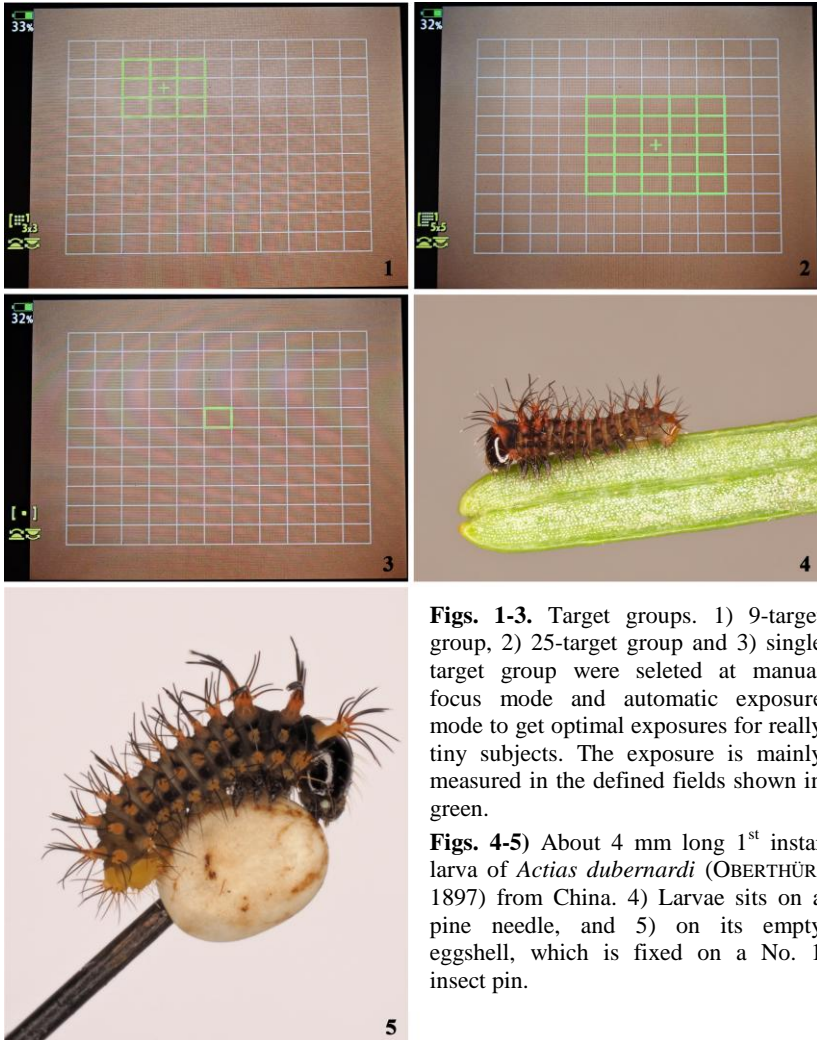 33%
[ 1]
3x3
1
32%
[ ]
5x5
2
32%
[ ▪ ]
3
4
5
Figs. 1-3. Target groups. 1) 9-targe
group, 2) 25-target group and 3) single
target group were seleted at manua
focus mode and automatic exposure
mode to get optimal exposures for really
tiny subjects. The exposure is mainly
measured in the defined fields shown in
green.
Figs. 4-5) About 4 mm long 1st insta
larva of Actias dubernardi (OBERTHÜR
1897) from China. 4) Larvae sits on a
pine needle, and 5) on its empty
eggshell, which is fixed on a No. 1
insect pin.